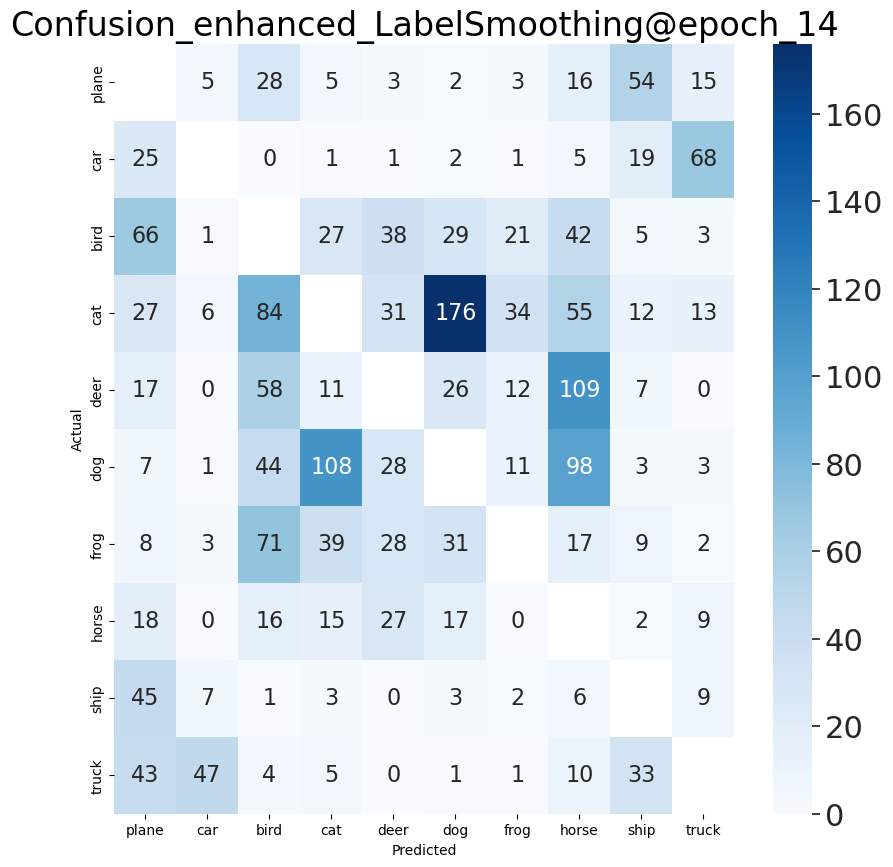 Confusion_enhanced_LabelSmoothing@epoch_14
plane 5 28 5 3 2 3 16 54 15
car 25 0 1 1 2 1 5 19 68
bird 66 1 27 38 29 21 42 5 3
cat 27 6 84 31 176 34 55 12 13
deer 17 0 58 11 26 12 109 7 0
dog 7 1 44 108 28 11 98 3 3
frog 8 3 71 39 28 31 17 9 2
horse 18 0 16 15 27 17 0 2 9
ship 45 7 1 3 0 3 2 6 9
truck 43 47 4 5 0 1 1 10 33
plane car bird cat deer dog frog horse ship truck
Predicted
Actual
160
140
120
100
80
60
40
20
0